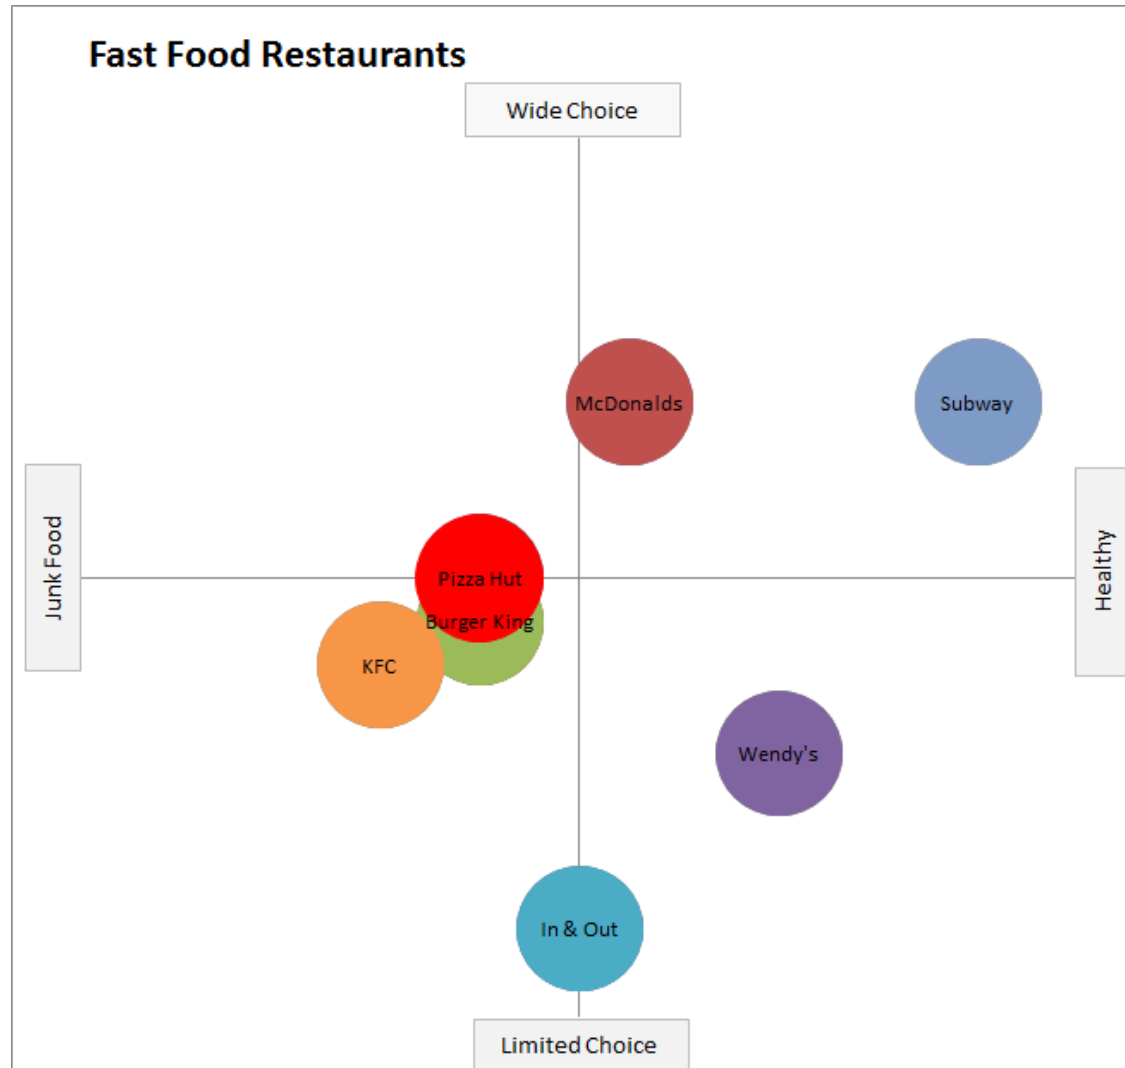 Fast Food Restaurants
Wide Choice
McDonalds
Subway
Junk Food
Healthy
Pizza Hut
Burger King
KFC
Wendy's
In & Out
Limited Choice